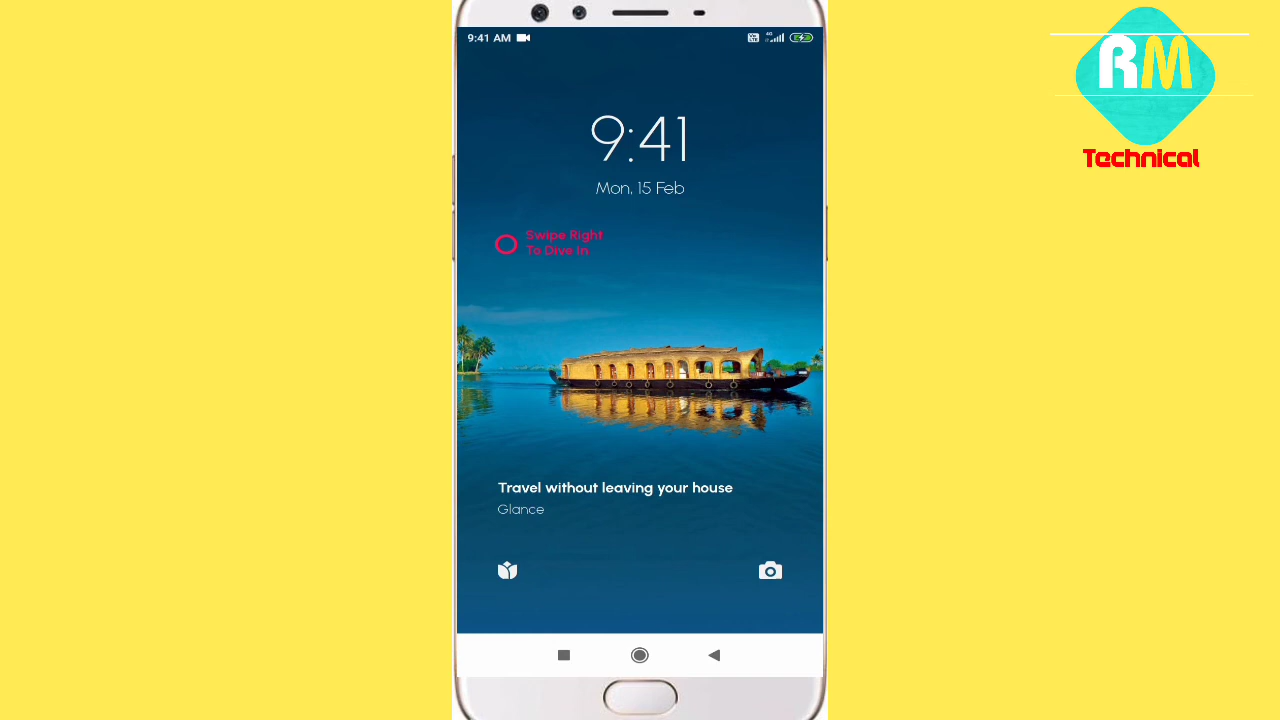 9:41 AM
4G
RM
Technical
9:41
Mon, 15 Feb
Swipe Right
To Dive In
Travel without leaving your house
Glance